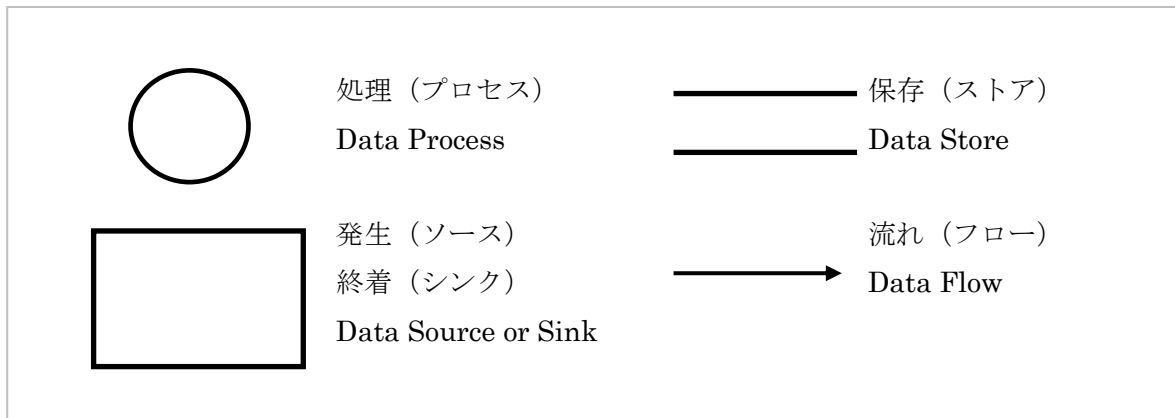 処理（プロセス）
Data Process
保存（ストア）
Data Store
発生（ソース）
終着（シンク）
Data Source or Sink
流れ（フロー）
Data Flow